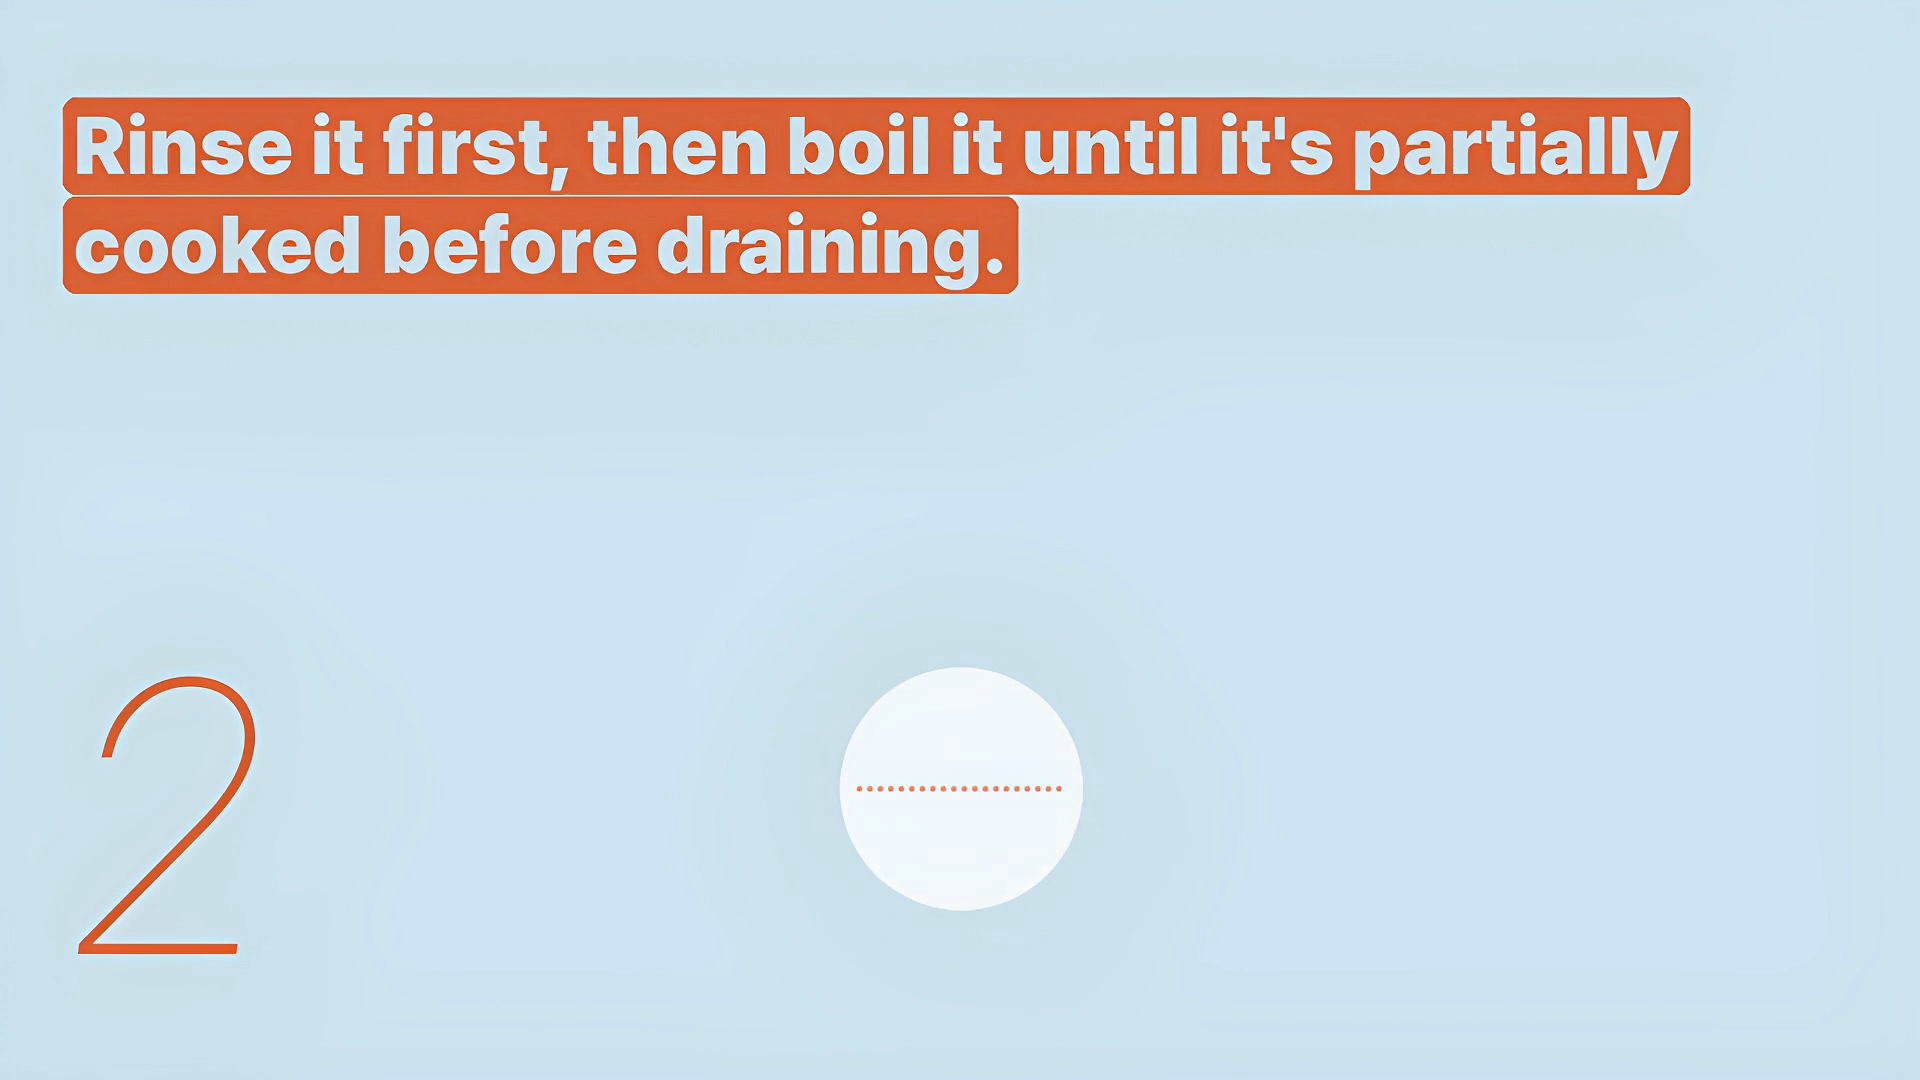 Rinse it first, then boil it until it's partially
cooked before draining.
2